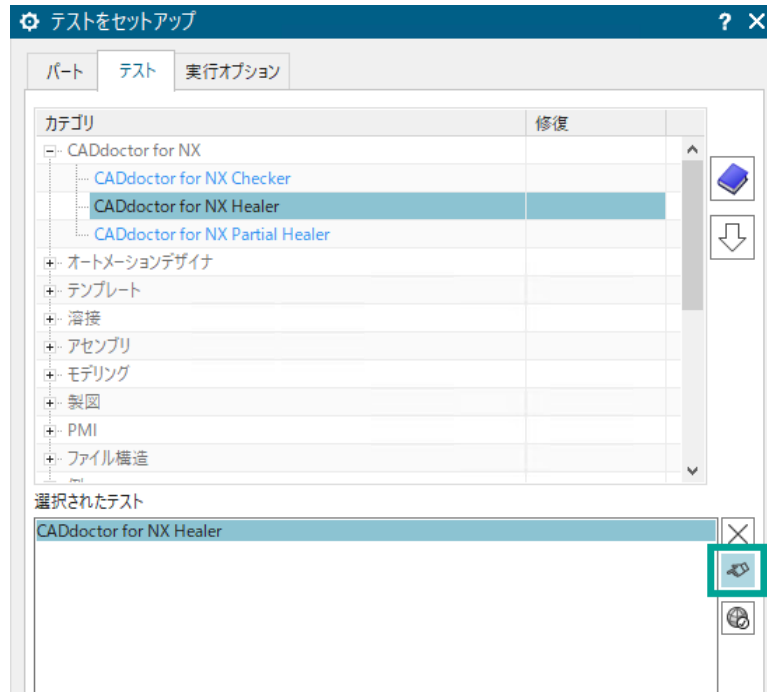 テストをセットアップ ?
パート テスト 実行オプション
カテゴリ 修復
CADdoctor for NX
CADdoctor for NX Checker
CADdoctor for NX Healer
CADdoctor for NX Partial Healer
オートメーションデザイナ
テンプレート
溶接
アセンブリ
モデリング
製図
PMI
ファイル構造
選択されたテスト
CADdoctor for NX Healer